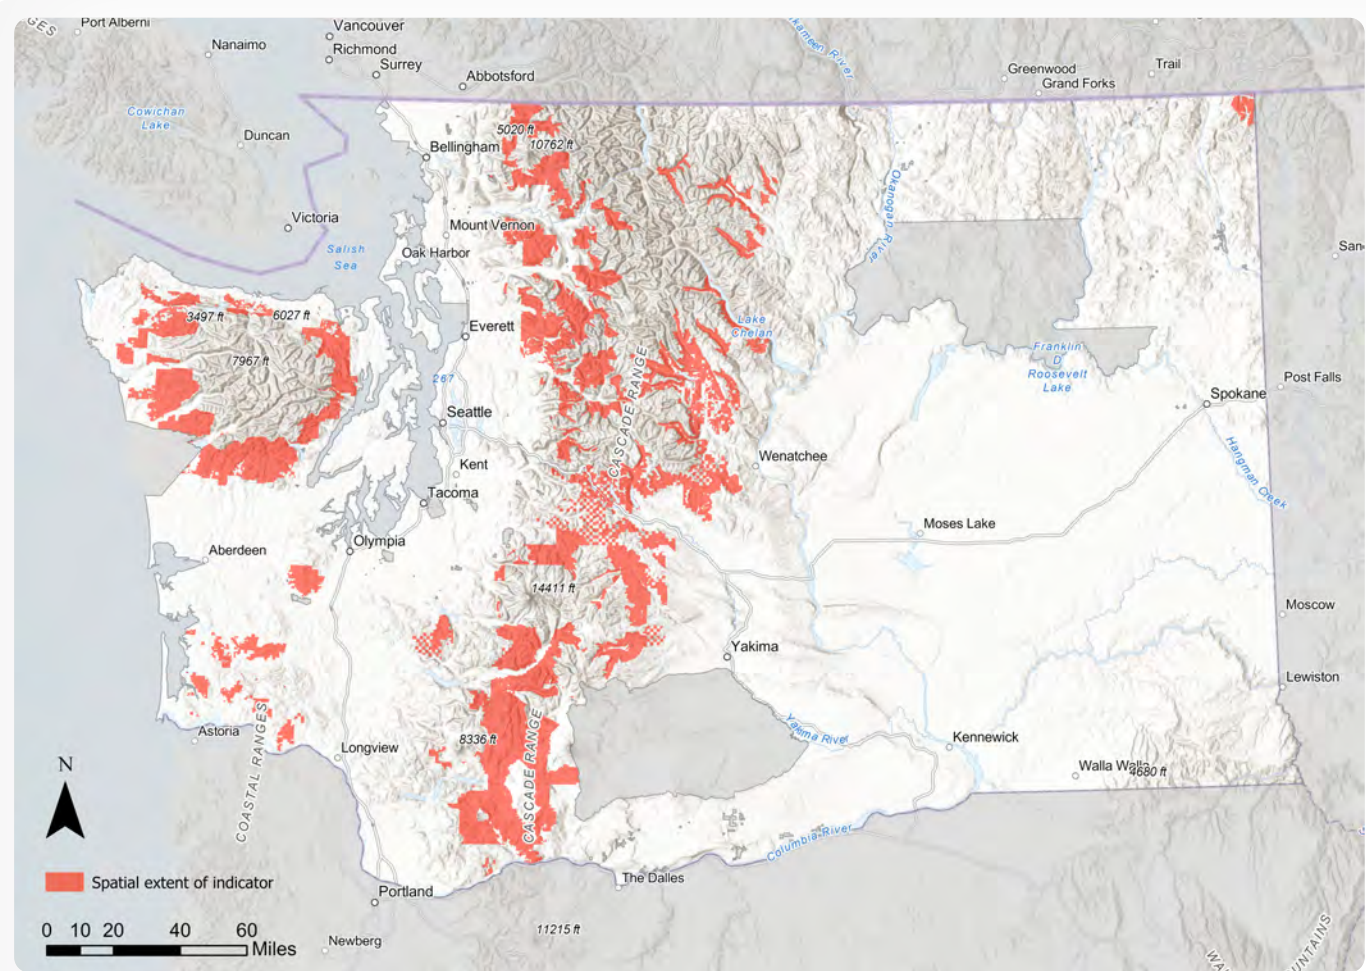 GES
Port Alberni
Vancouver
Nanaimo
Richmond
Surrey
Abbotsford
kameen River
Greenwood
Trail
Grand Forks
Cowichan
Lake
Duncan
5020 ft
10762 ft
Bellingham
Okanogan River
Victoria
Mount Vernon
Salish
Sea
Oak Harbor
San
3497 ft
6027 ft
Everett
Lake
Chelan
7967 ft
Franklin
D
Roosevelt
Lake
267
CASCADE RANGE
Post Falls
Spokane
Seattle
Hangman Creek
Kent
Wenatchee
Tacoma
Moses Lake
Olympia
Aberdeen
14411 ft
Moscow
Yakima
Lewiston
Astoria
COASTAL RANGES
Longview
8336 ft
CASCADE RANGE
Yakima River
Kennewick
N
Walla Walla
4680 ft
Columbia River
Spatial extent of indicator
Portland
The Dalles
0 10 20 40 60
Miles
Newberg
11215 ft
WA
UNTAINS